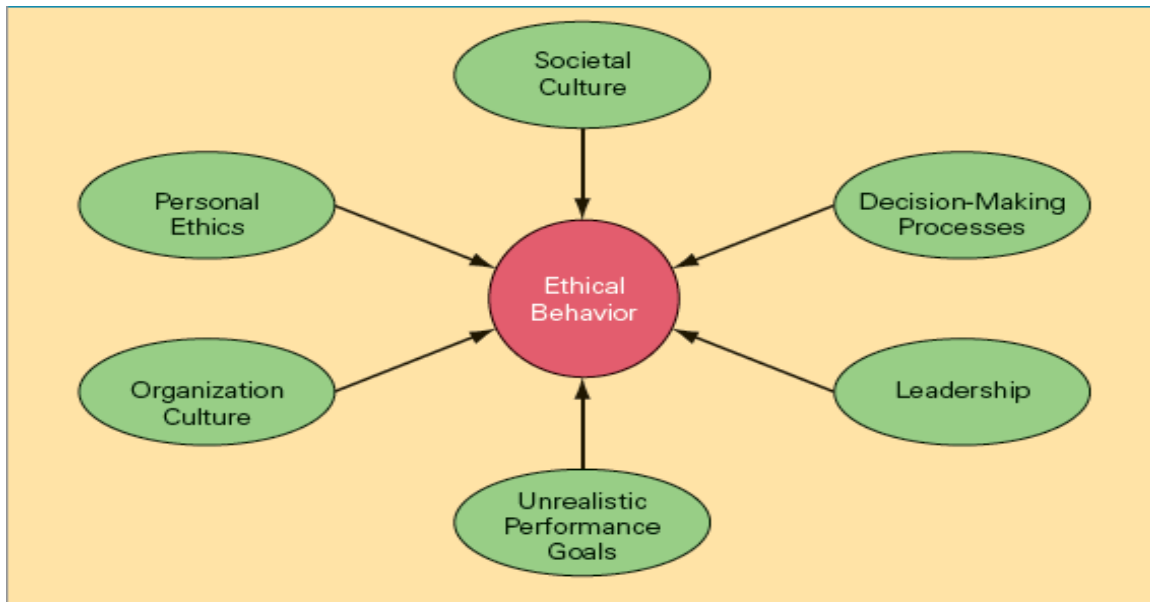 Societal
Culture
Personal
Ethics
Decision-Making
Processes
Ethical
Behavior
Organization
Culture
Leadership
Unrealistic
Performance
Goals